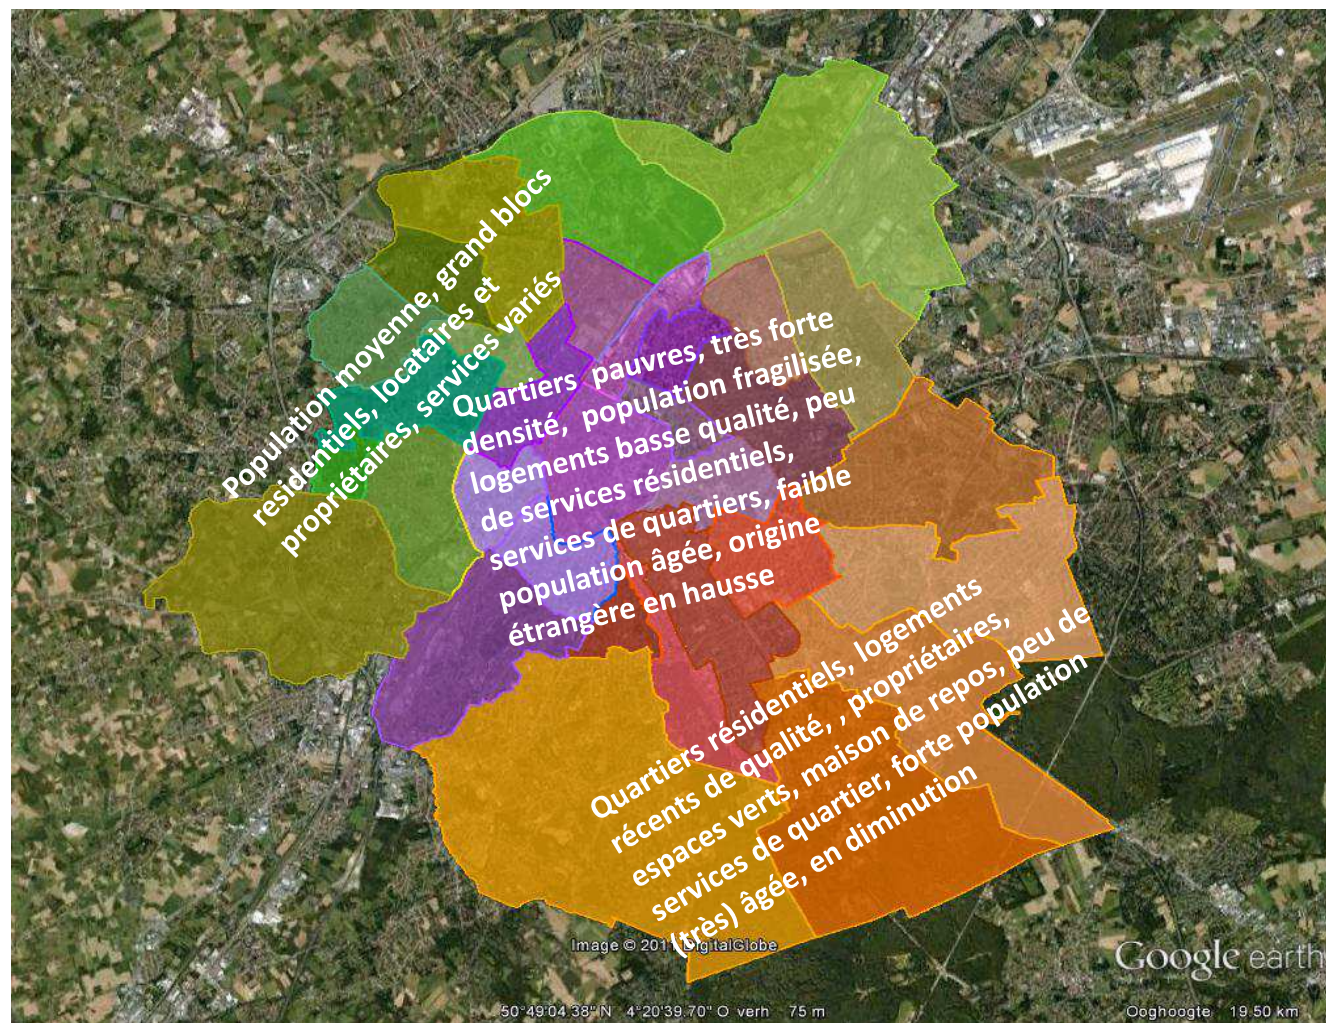 Population moyenne, grand blocs
residentiels, locataires et
propriétaires, services variés
Quartiers pauvres, très forte
densité, population fragilisée,
logements basse qualité, peu
de services résidentiels,
services de quartiers, faible
population âgée, origine
étrangère en hausse
Quartiers résidentiels, logements
récents de qualité, , propriétaires,
espaces verts, maison de repos, peu de
services de quartier, forte population
(très) âgée, en diminution
Image © 2011 DigitalGlobe
Google earth
50°49'04.38" N 4°20'39.70" O verh 75 m
Ooghoogte 19.50 km